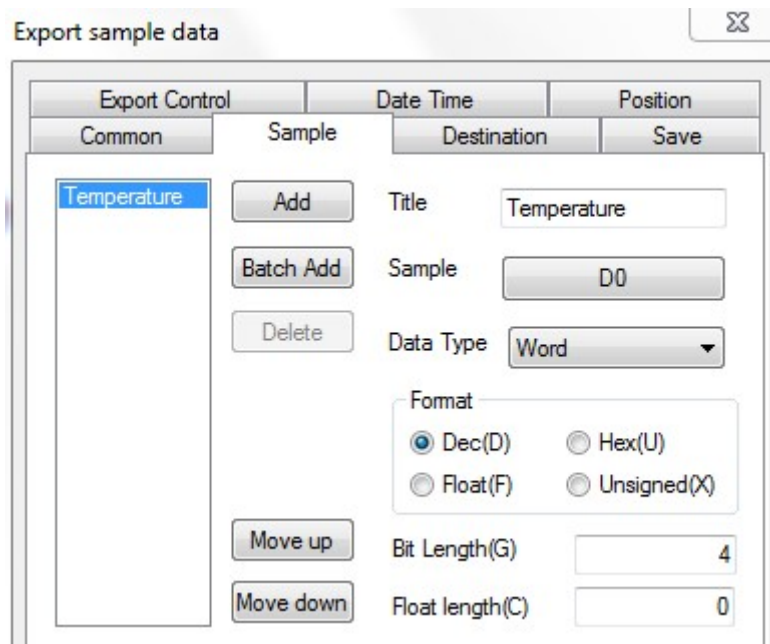 Export sample data
Export Control Date Time Position
Common Sample Destination Save
Temperature Add Title Temperature
Batch Add Sample D0
Delete Data Type Word
Format
Dec(D) Hex(U)
Float(F) Unsigned(X)
Move up Bit Length(G) 4
Move down Float length(C) 0